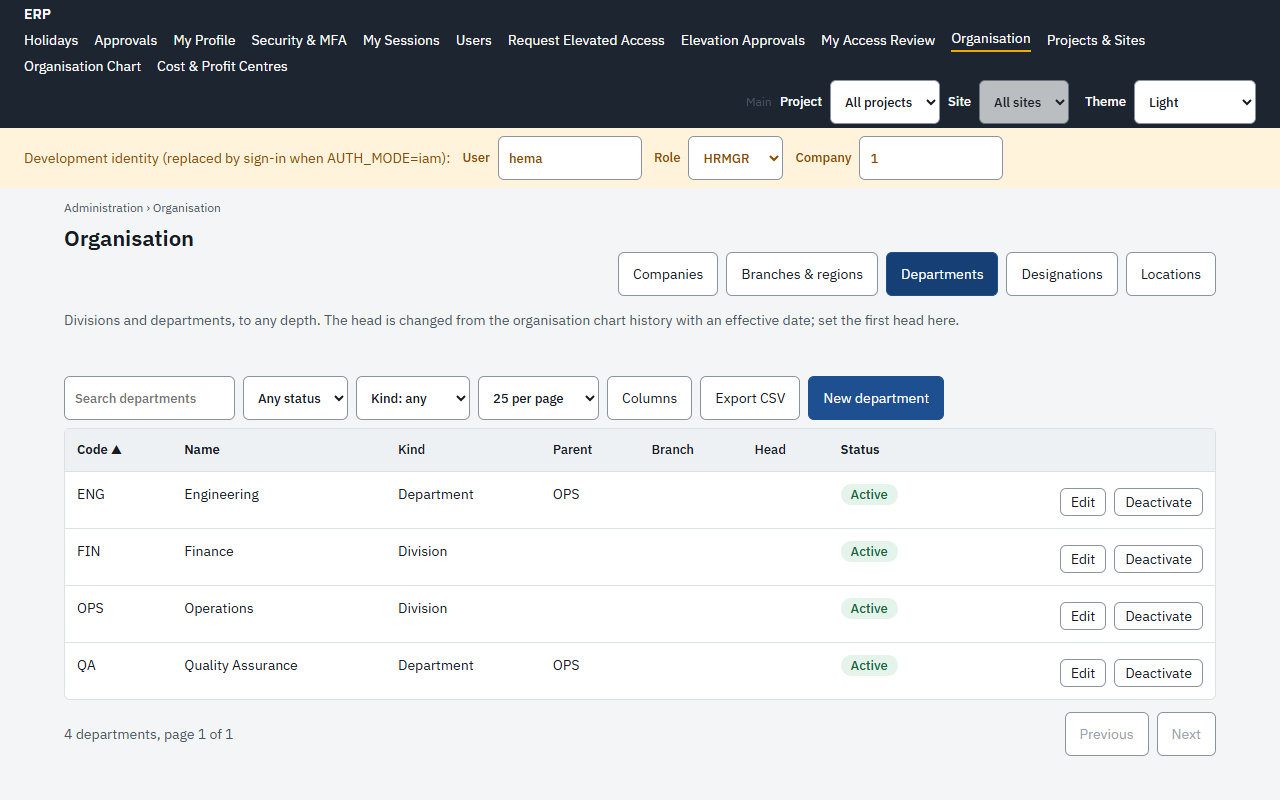 ERP
Holidays Approvals My Profile Security & MFA My Sessions Users Request Elevated Access Elevation Approvals My Access Review Organisation Projects & Sites
Organisation Chart Cost & Profit Centres
Main Project All projects Site All sites Theme Light
Development identity (replaced by sign-in when AUTH_MODE=iam): User hema Role HRMGR Company 1
Administration › Organisation
Organisation
Companies Branches & regions Departments Designations Locations
Divisions and departments, to any depth. The head is changed from the organisation chart history with an effective date; set the first head here.
Search departments Any status Kind: any 25 per page Columns Export CSV New department
Code ▲ Name Kind Parent Branch Head Status
ENG Engineering Department OPS Active Edit Deactivate
FIN Finance Division Active Edit Deactivate
OPS Operations Division Active Edit Deactivate
QA Quality Assurance Department OPS Active Edit Deactivate
4 departments, page 1 of 1 Previous Next